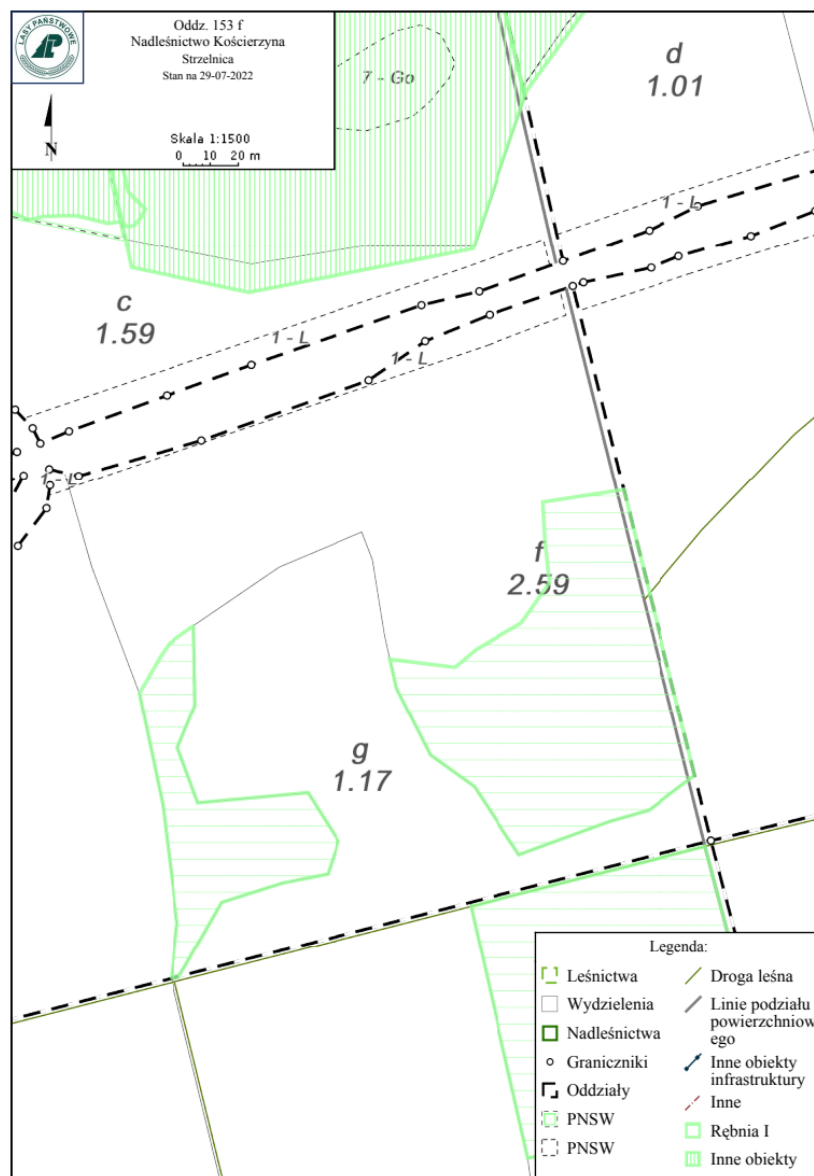 LASY PAŃSTWOWE
Oddz. 153 f
Nadleśnictwo Kościerzyna
Strzelnica
Stan na 29-07-2022
N
Skala 1:1500
0 10 20 m
7 - Go
d
1.01
1 - L
c
1.59
1 - L
1 - L
1 - L
f
2.59
g
1.17
Legenda:
Leśnictwa
Wydzielenia
Nadleśnictwa
Graniczniki
Oddziały
PNSW
PNSW
Droga leśna
Linie podziału
powierzchniow
ego
Inne obiekty
infrastruktury
Inne
Rębnia I
Inne obiekty